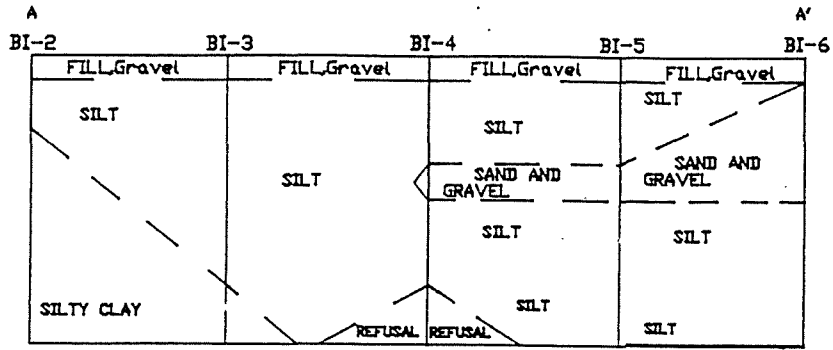 A A'
BI-2 BI-3 BI-4 BI-5 BI-6
FILL,Gravel FILL,Gravel FILL,Gravel FILL,Gravel
SILT
SILT
SILT
SILT
SAND AND
GRAVEL
SAND AND
GRAVEL
SILT
SILT
SILT
SILTY CLAY
SILT
REFUSAL REFUSAL
SILT